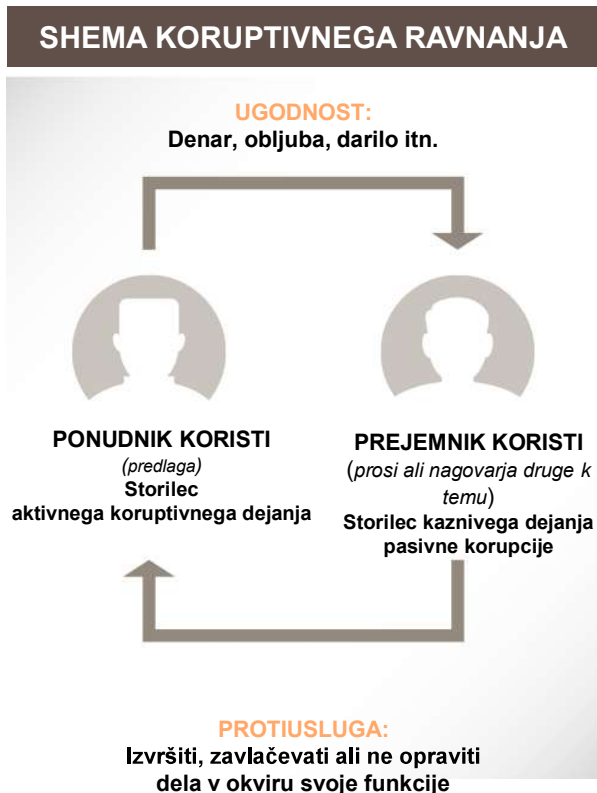 SHEMA KORUPTIVNEGA RAVNANJA
UGODNOST:
Denar, obljuba, darilo itn.
PONUDNIK KORISTI
(predlaga)
Storilec
aktivnega koruptivnega dejanja
PREJEMNIK KORISTI
(prosi ali nagovarja druge k
temu)
Storilec kaznivega dejanja
pasivne korupcije
PROTIUSLUGA:
Izvršiti, zavlačevati ali ne opraviti
dela v okviru svoje funkcije